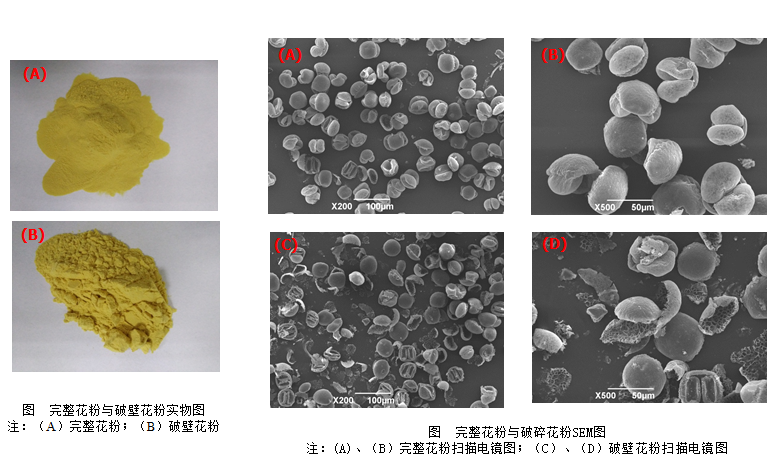 (A)
(B)
图 完整花粉与破壁花粉实物图
注：（A）完整花粉；（B）破壁花粉
(A)
X200 100μm
(B)
X500 50μm
(C)
X200 100μm
(D)
X500 50μm
图 完整花粉与破碎花粉SEM图
注：(A)、（B）完整花粉扫描电镜图；（C）、（D）破壁花粉扫描电镜图